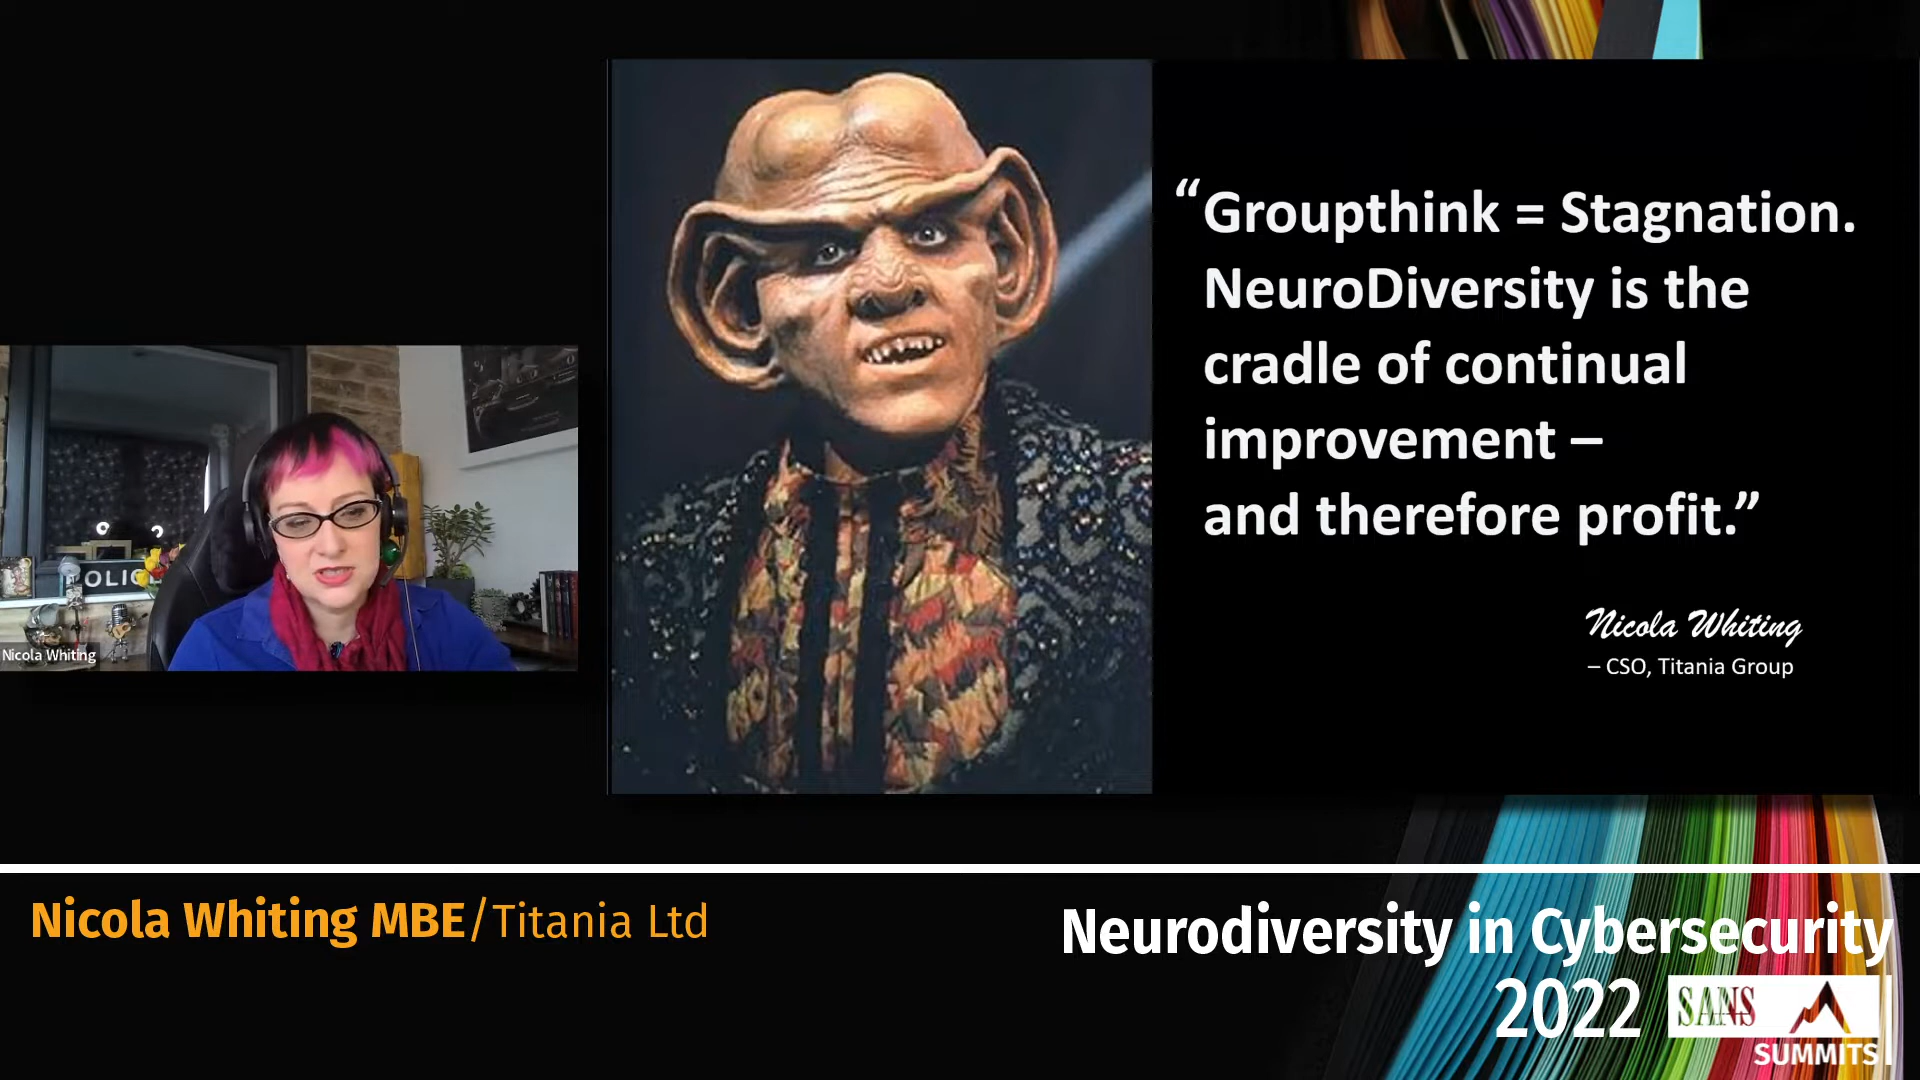 “Groupthink = Stagnation.
NeuroDiversity is the
cradle of continual
improvement –
and therefore profit.”
Nicola Whiting
– CSO, Titania Group
OLIC
Nicola Whiting
Nicola Whiting MBE/Titania Ltd
Neurodiversity in Cybersecurity
2022
SANS
SUMMITS